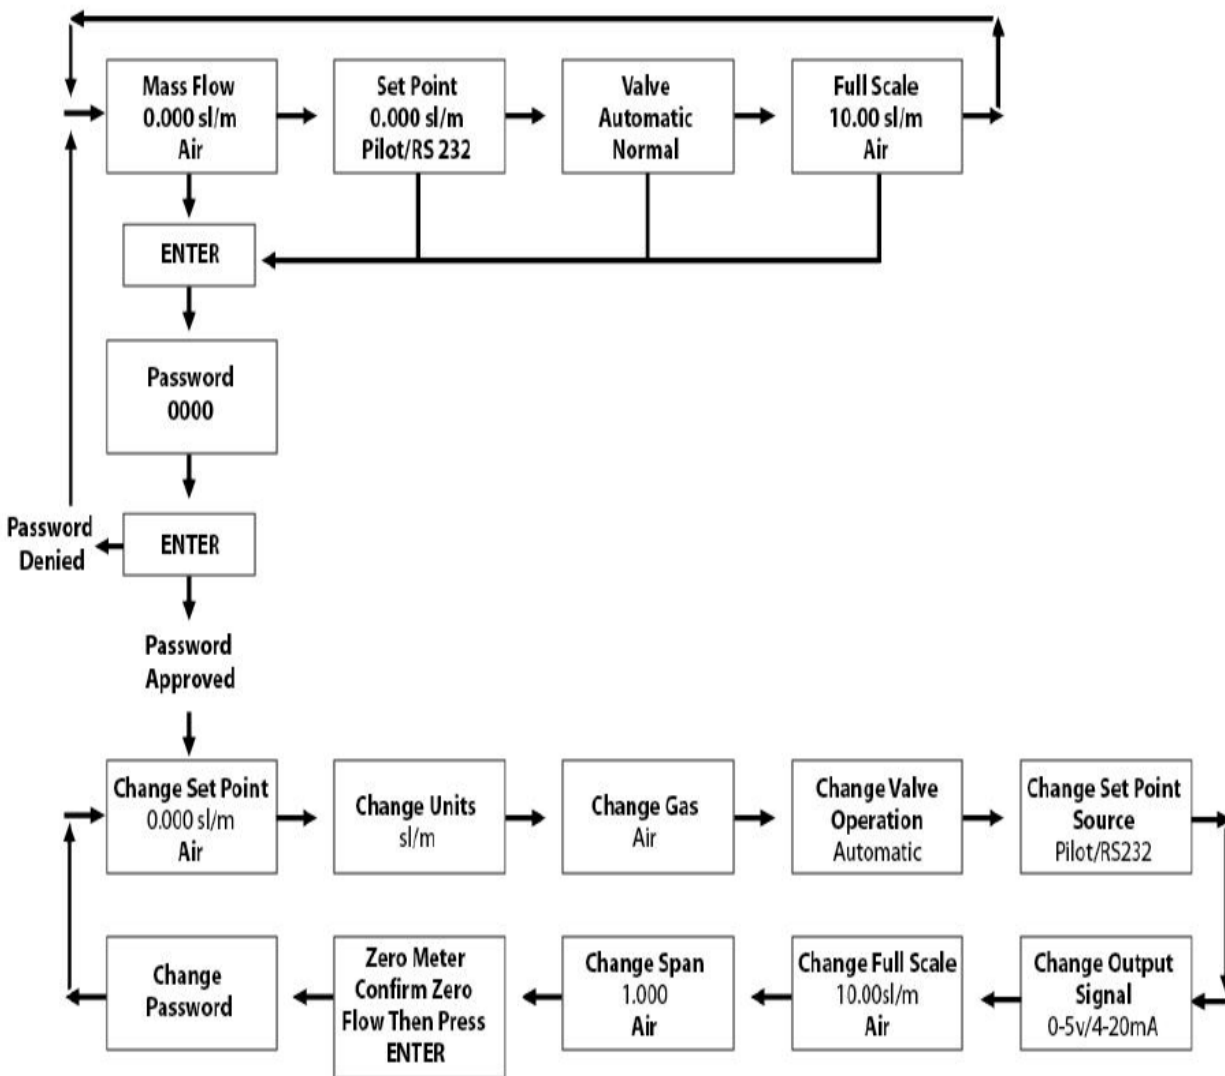 Mass Flow
0.000 sl/m
Air
Set Point
0.000 sl/m
Pilot/RS 232
Valve
Automatic
Normal
Full Scale
10.00 sl/m
Air
ENTER
Password
0000
Password
Denied
ENTER
Password
Approved
Change Set Point
0.000 sl/m
Air
Change Units
sl/m
Change Gas
Air
Change Valve
Operation
Automatic
Change Set Point
Source
Pilot/RS232
Change Output
Signal
0-5v/4-20mA
Change Full Scale
10.00sl/m
Air
Change Span
1.000
Air
Zero Meter
Confirm Zero
Flow Then Press
ENTER
Change
Password